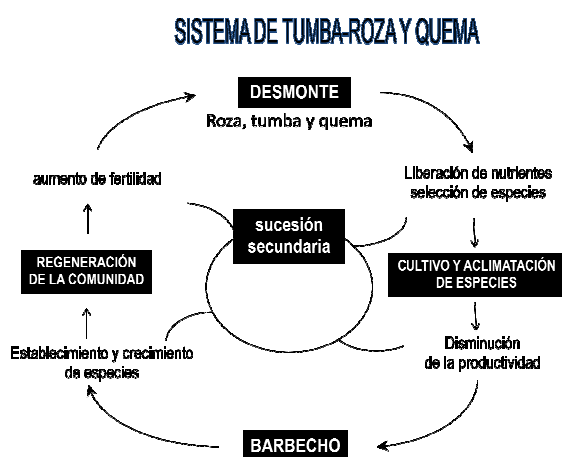 SISTEMA DE TUMBA-ROZA Y QUEMA
DESMONTE
Roza, tumba y quema
Liberación de nutrientes
selección de especies
CULTIVO Y ACLIMATACIÓN
DE ESPECIES
Disminución
de la productividad
BARBECHO
Establecimiento y crecimiento
de especies
REGENERACIÓN
DE LA COMUNIDAD
aumento de fertilidad
sucesión
secundaria